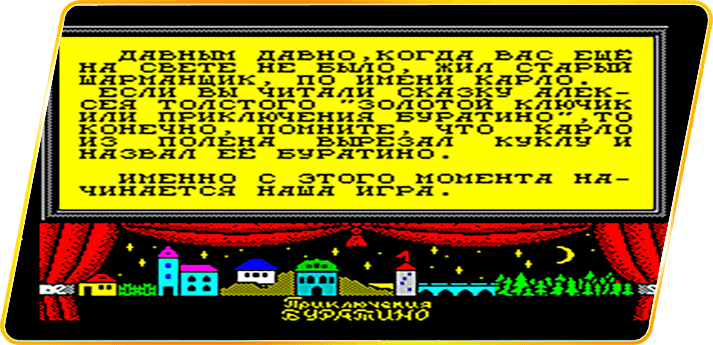 ДАВНЫМ ДАВНО,КОГДА ВАС ЕЩЁ
НА СВЕТЕ НЕ БЫЛО, ЖИЛ СТАРЫЙ
ШАРМАНЩИК, ПО ИМЕНИ КАРЛО.
ЕСЛИ ВЫ ЧИТАЛИ СКАЗКУ АЛЕК-
СЕЯ ТОЛСТОГО "ЗОЛОТОЙ КЛЮЧИК
ИЛИ ПРИКЛЮЧЕНИЯ БУРАТИНО",ТО
КОНЕЧНО, ПОМНИТЕ, ЧТО КАРЛО
ИЗ ПОЛЕНА ВЫРЕЗАЛ КУКЛУ И
НАЗВАЛ ЕЁ БУРАТИНО.
ИМЕННО С ЭТОГО МОМЕНТА НА-
ЧИНАЕТСЯ НАША ИГРА.
Приключения
БУРАТИНО